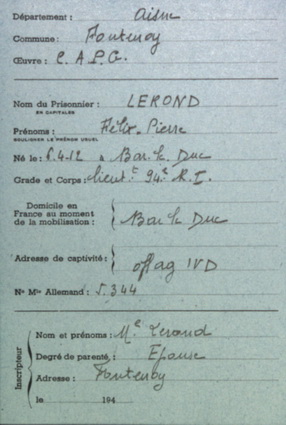 Département : Aisne
Commune : Fontenoy
Œuvre : C. A. P. G.
Nom du Prisonnier : LEROND
EN CAPITALES
Prénoms : Félix-Pierre
SOULIGNER LE PRÉNOM USUEL
Né le : 6.4.12 à Bar-le-Duc
Grade et Corps : lieut.t 94e R.I.
Domicile en
France au moment
de la mobilisation : Bar-le-Duc
Adresse de captivité : oflag IV D
No Mle Allemand : 5.344
Inscripteur
Nom et prénoms : Me Lerond
Degré de parenté : Epouse
Adresse : Fontenoy
le 194